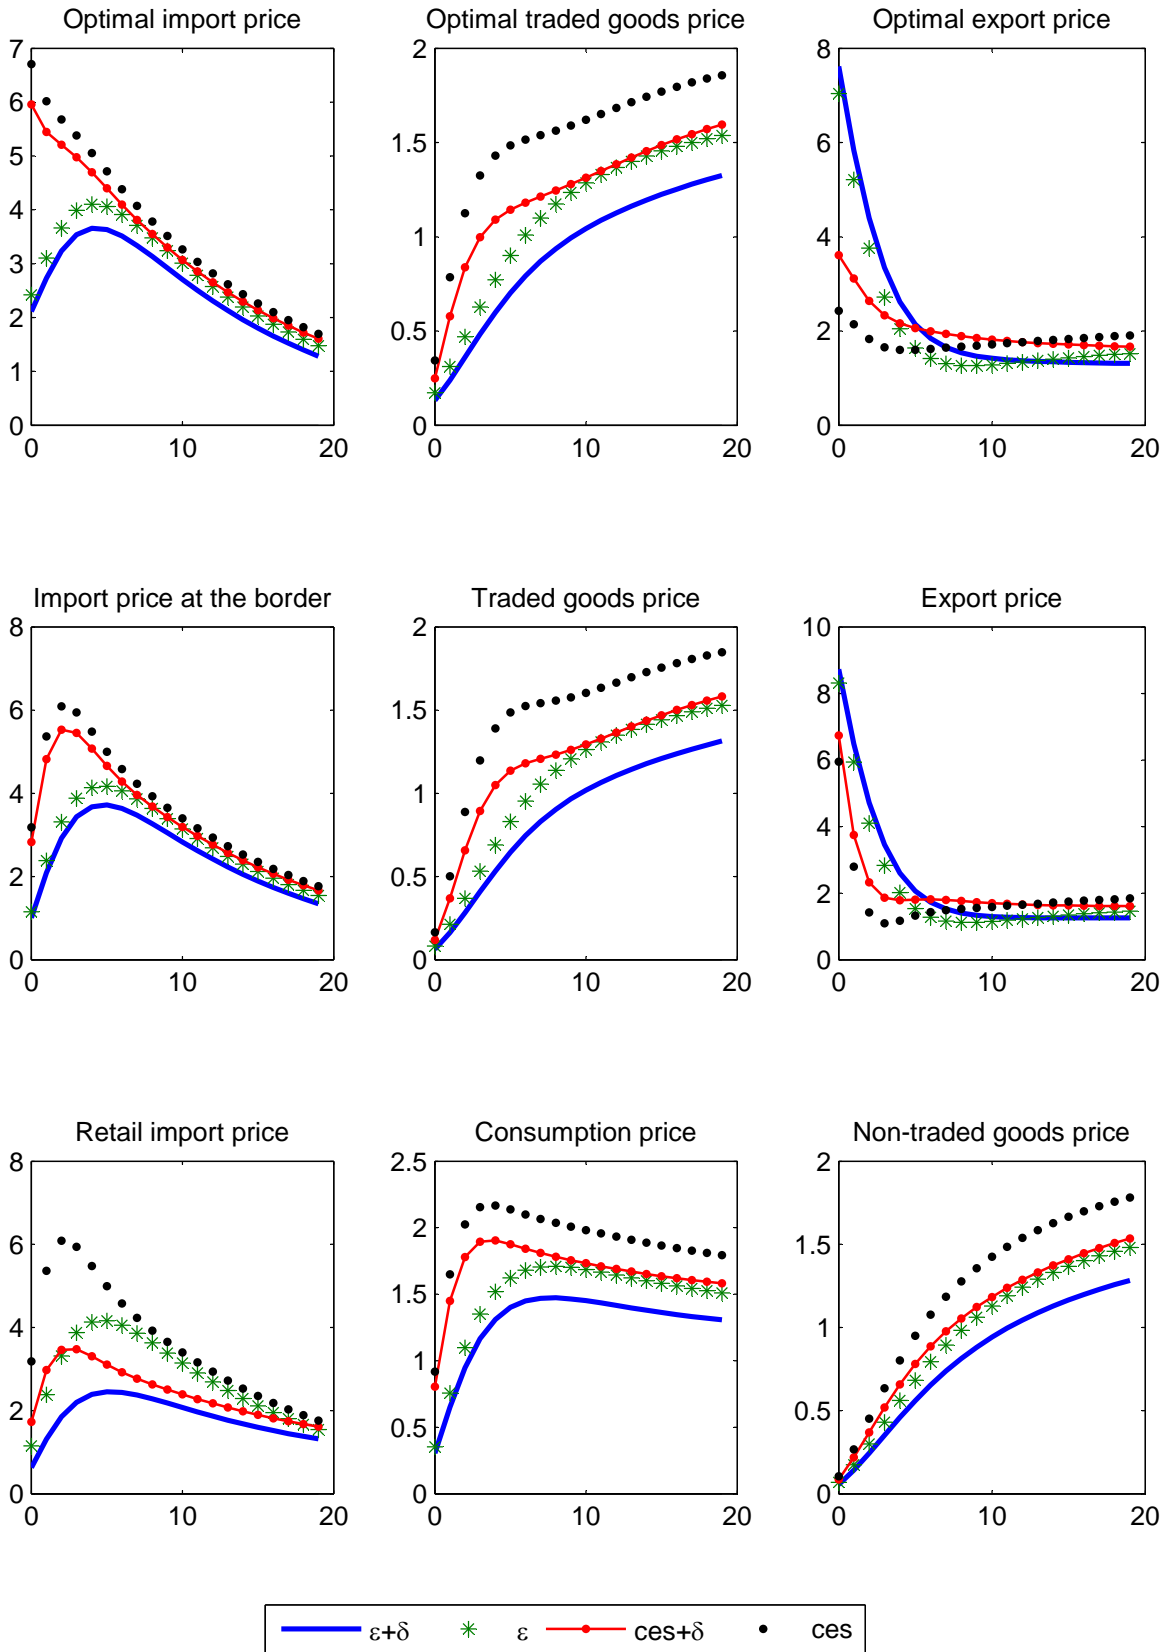 Optimal import price
Optimal traded goods price
Optimal export price
7
6
5
4
3
2
1
0
0 10 20
2
1.5
1
0.5
0
0 10 20
8
6
4
2
0
0 10 20
Import price at the border
Traded goods price
Export price
8
6
4
2
0
0 10 20
2
1.5
1
0.5
0
0 10 20
10
8
6
4
2
0
0 10 20
Retail import price
Consumption price
Non-traded goods price
8
6
4
2
0
0 10 20
2.5
2
1.5
1
0.5
0
0 10 20
2
1.5
1
0.5
0
0 10 20
ε+δ ε ces+δ ces